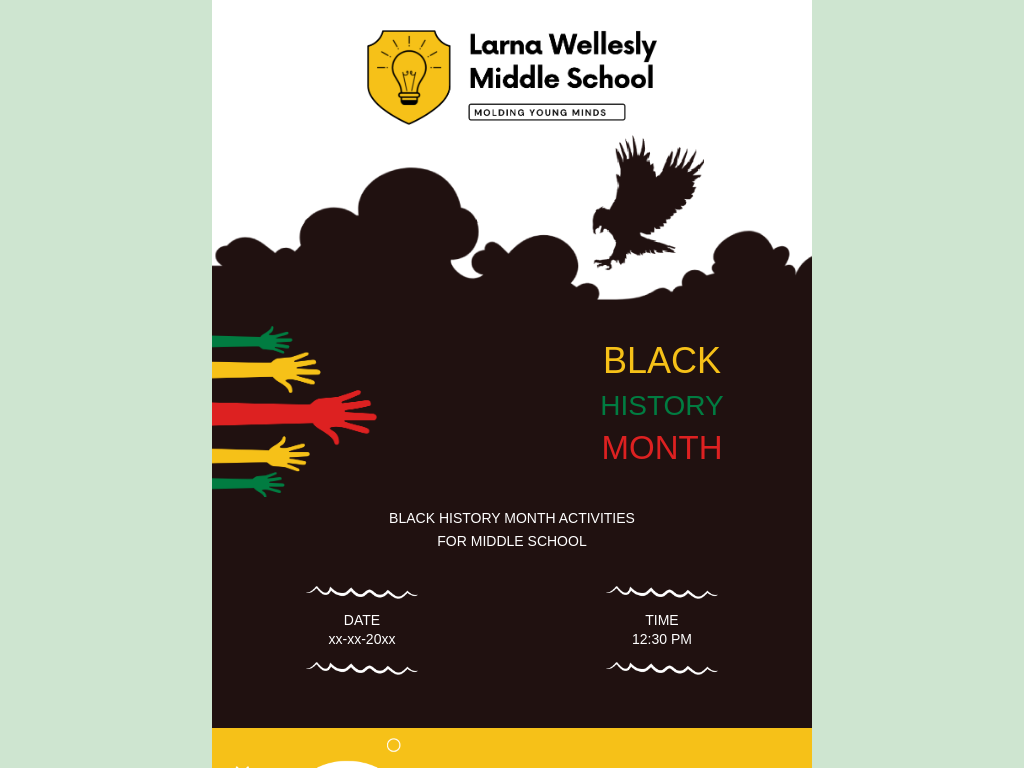 Larna Wellesly
Middle School
MOLDING YOUNG MINDS
BLACK
HISTORY
MONTH
BLACK HISTORY MONTH ACTIVITIES
FOR MIDDLE SCHOOL
DATE
xx-xx-20xx
TIME
12:30 PM